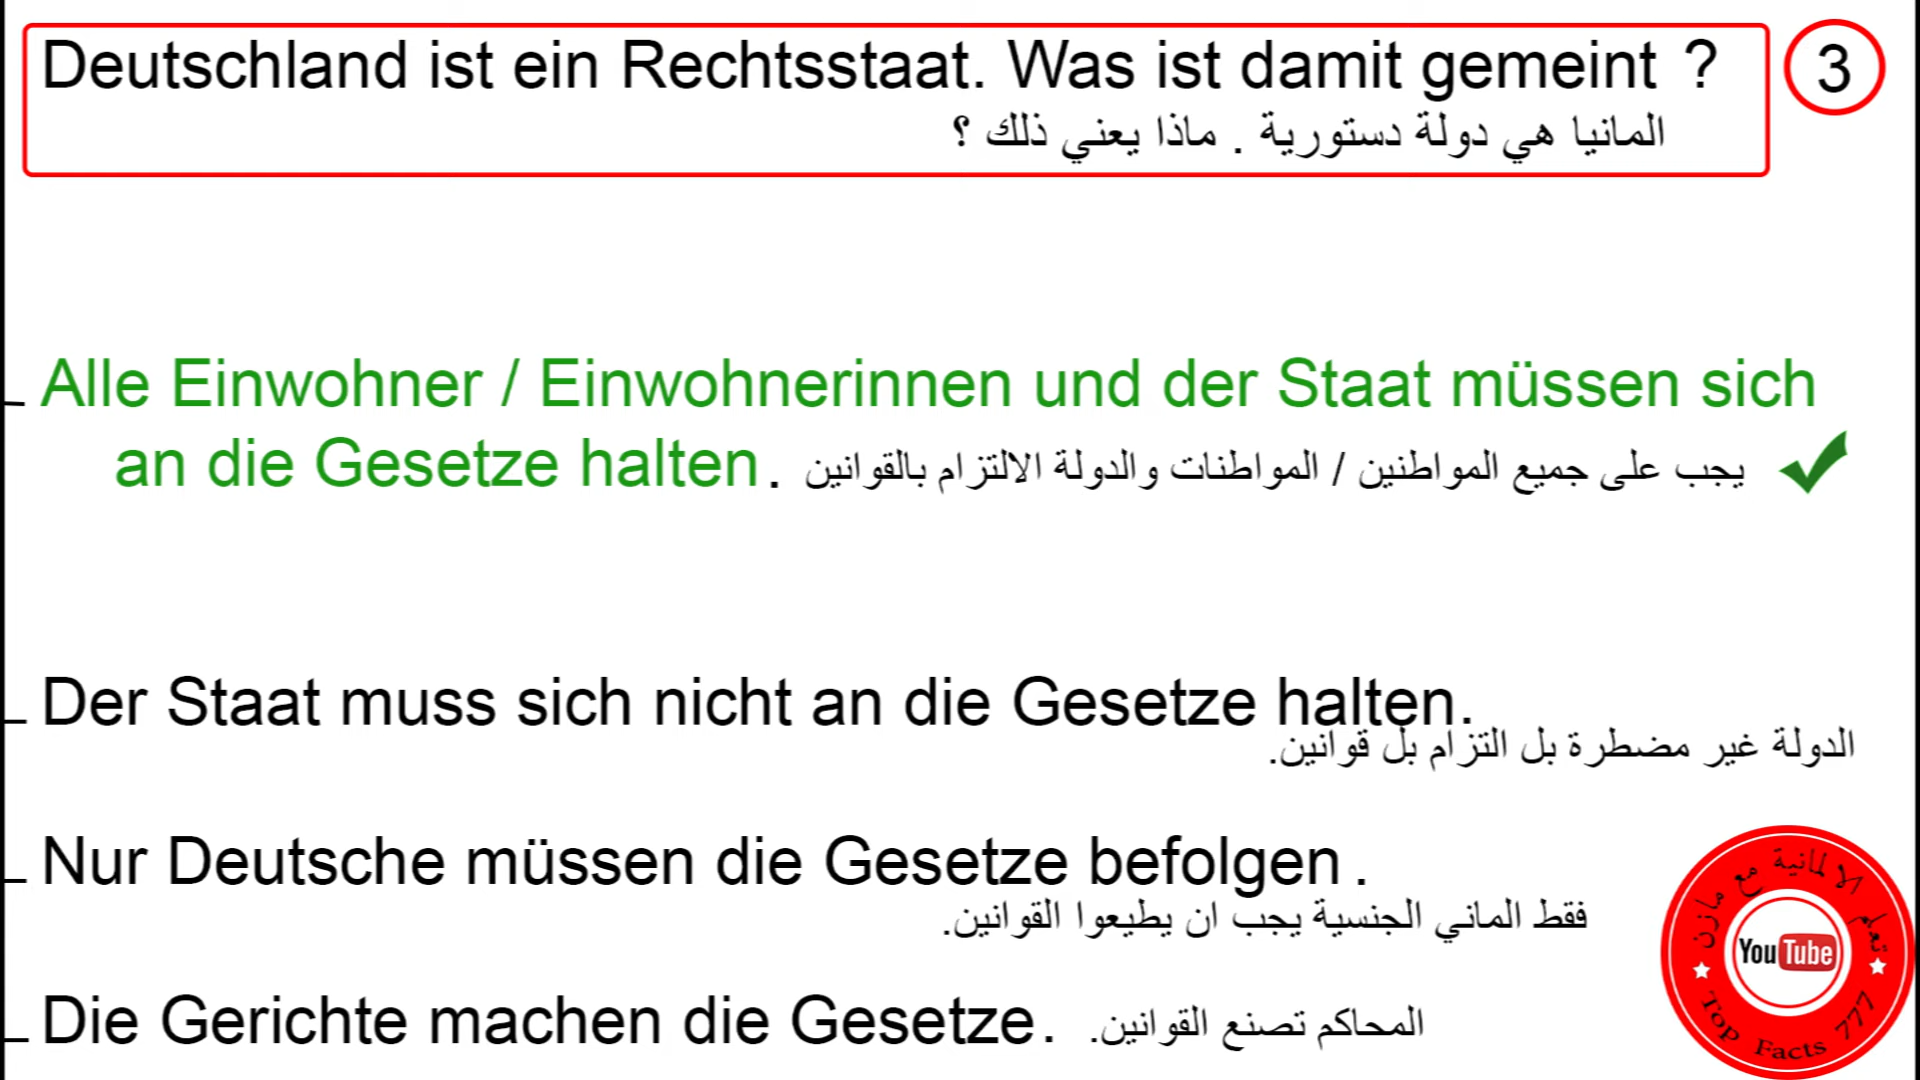 Deutschland ist ein Rechtsstaat. Was ist damit gemeint ?
3
المانيا هي دولة دستورية . ماذا يعني ذلك ؟
_ Alle Einwohner / Einwohnerinnen und der Staat müssen sich
an die Gesetze halten . يجب على جميع المواطنين / المواطنات والدولة الالتزام بالقوانين
_ Der Staat muss sich nicht an die Gesetze halten.
الدولة غير مضطرة بل التزام بل قوانين.
_ Nur Deutsche müssen die Gesetze befolgen .
فقط الماني الجنسية يجب ان يطيعوا القوانين.
_ Die Gerichte machen die Gesetze . المحاكم تصنع القوانين.
تعلم الالمانية مع مازن
YouTube
Top Facts 777